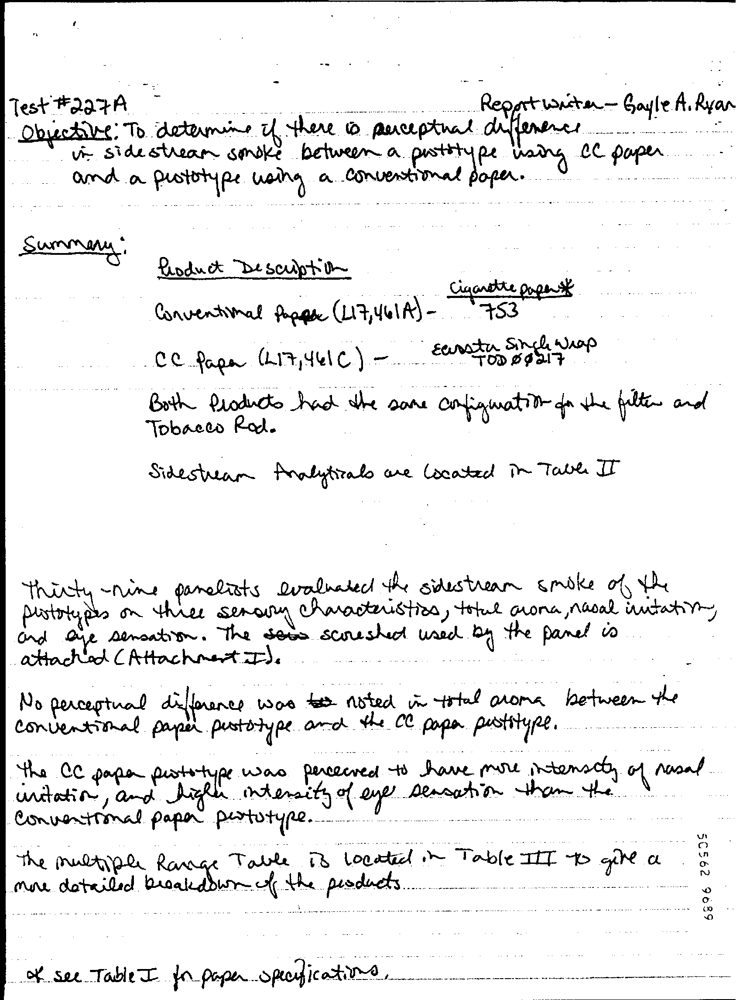 Test #227A Report writer - Gayle A. Ryan
Objective: To determine if there is perceptual difference
in sidestream smoke between a prototype using CC paper
and a prototype using a conventional paper.
Summary:
Product Description
Cigarette paper*
Conventional Paper (L17,461A) - 753
CC Paper (L17,461C) - Ecusta Single Wrap
TOD 00217
Both Products had the same configuration for the filter and
Tobacco Rod.
Sidestream Analyticals are located in Table II
Thirty-nine panelists evaluated the sidestream smoke of the
prototypes on three sensory characteristics, total aroma, nasal irritation,
and eye sensation. The scoresheet used by the panel is
attached (Attachment I).
No perceptual difference was noted in total aroma between the
conventional paper prototype and the CC paper prototype.
The CC paper prototype was perceived to have more intensity of nasal
irritation, and higher intensity of eye sensation than the
conventional paper prototype.
The multiple Range Table is located in Table III to give a
more detailed breakdown of the products
50562 9689
* see Table I for paper specifications.